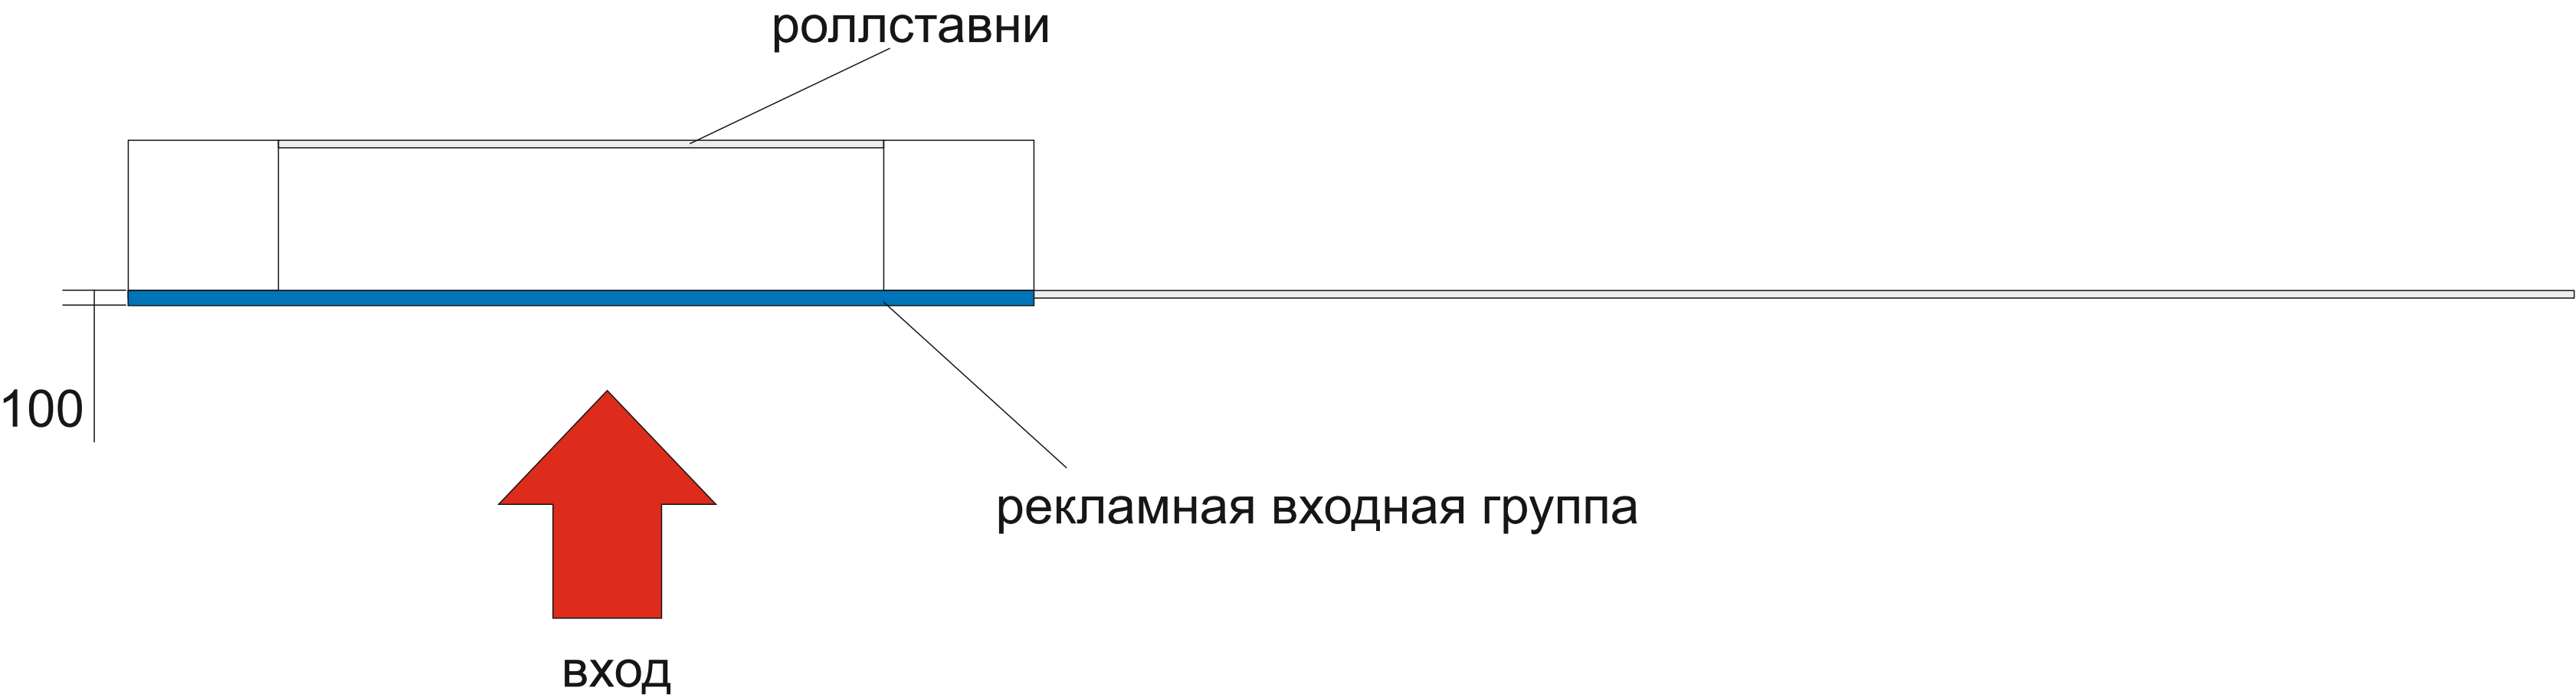 роллставни
100
рекламная входная группа
вход